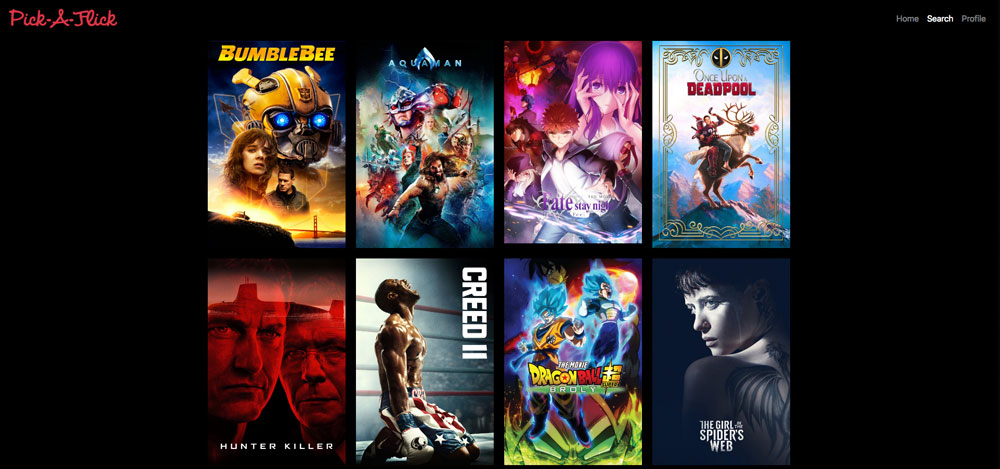 Pick-A-Flick
Home Search Profile
BUMBLEBEE
AQUAMAN
Fate stay night
ONCE UPON A
DEADPOOL
HUNTER KILLER
CREED II
THE MOVIE
DRAGON BALL
SUPER
BROLY
THE GIRL IN THE
SPIDER'S
WEB